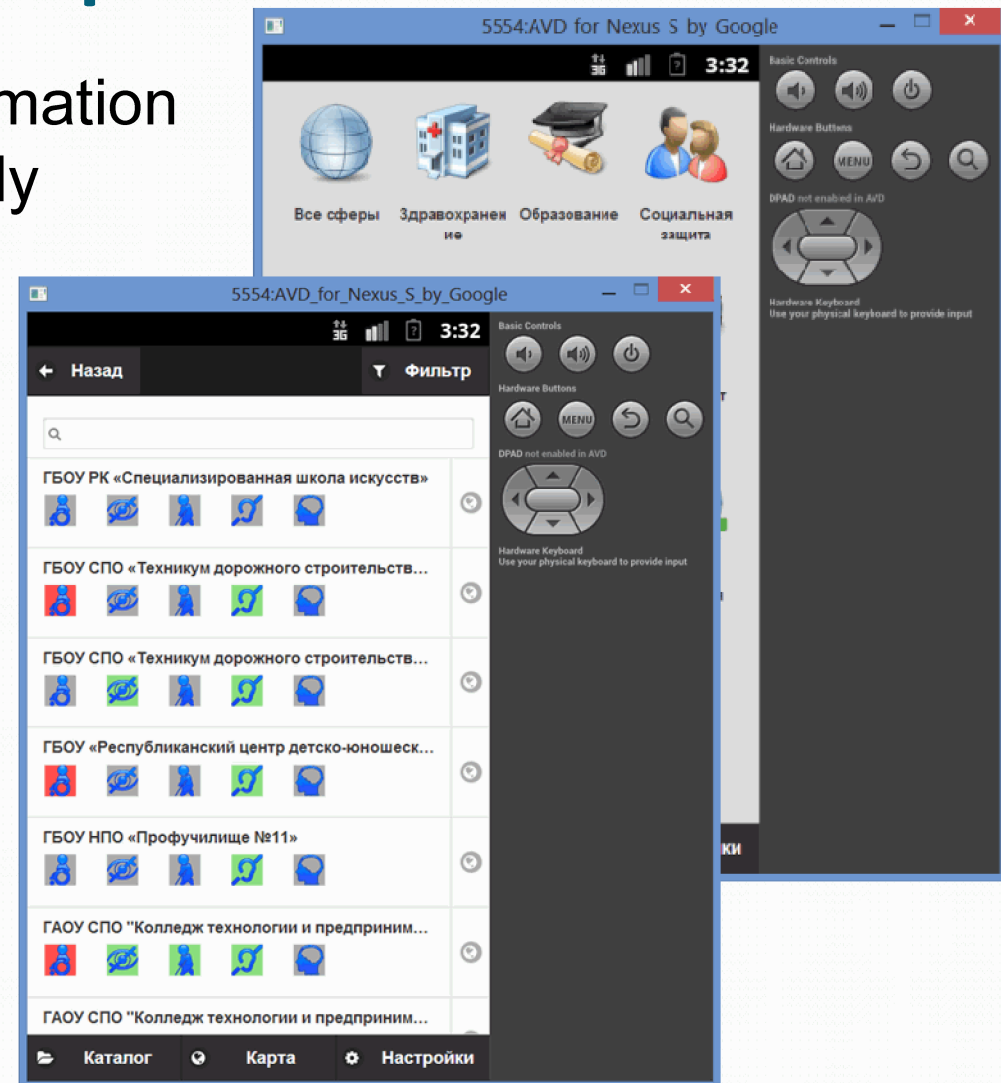 mation
ly
5554:AVD for Nexus S by Google
3G
3:32
Все сферы
Здравохранен
ие
Образование
Социальная
защита
Basic Controls
Hardware Buttons
MENU
DPAD not enabled in AVD
Hardware Keyboard
Use your physical keyboard to provide input
т
ки
5554:AVD_for_Nexus_S_by_Google
3G
3:32
Назад
Фильтр
ГБОУ РК «Специализированная школа искусств»
ГБОУ СПО «Техникум дорожного строительств...
ГБОУ СПО «Техникум дорожного строительств...
ГБОУ «Республиканский центр детско-юношеск...
ГБОУ НПО «Профучилище №11»
ГАОУ СПО "Колледж технологии и предприним...
ГАОУ СПО "Колледж технологии и предприним...
Каталог
Карта
Настройки
Basic Controls
Hardware Buttons
MENU
DPAD not enabled in AVD
Hardware Keyboard
Use your physical keyboard to provide input